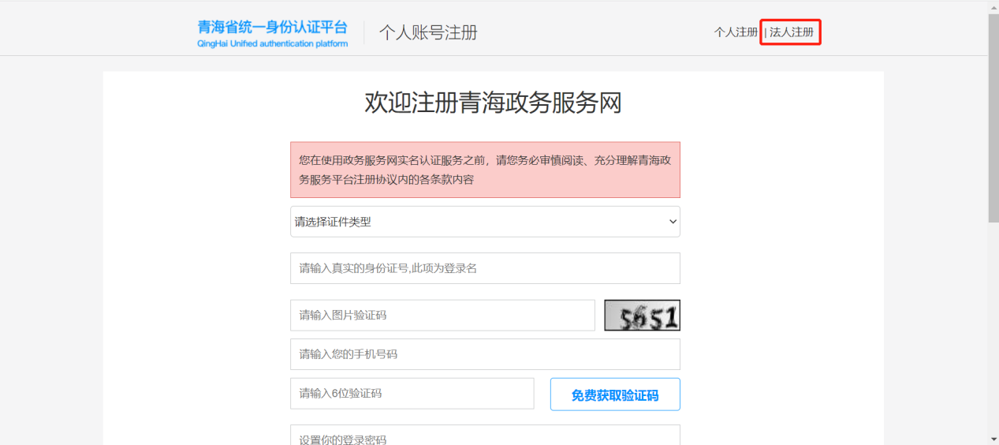 青海省统一身份认证平台
QingHai Unified authentication platform
个人账号注册
个人注册 | 法人注册
欢迎注册青海政务服务网
您在使用政务服务网实名认证服务之前，请您务必审慎阅读、充分理解青海政
务服务平台注册协议内的各条款内容
请选择证件类型
请输入真实的身份证号,此项为登录名
请输入图片验证码
5651
请输入您的手机号码
请输入6位验证码
免费获取验证码
设置你的登录密码